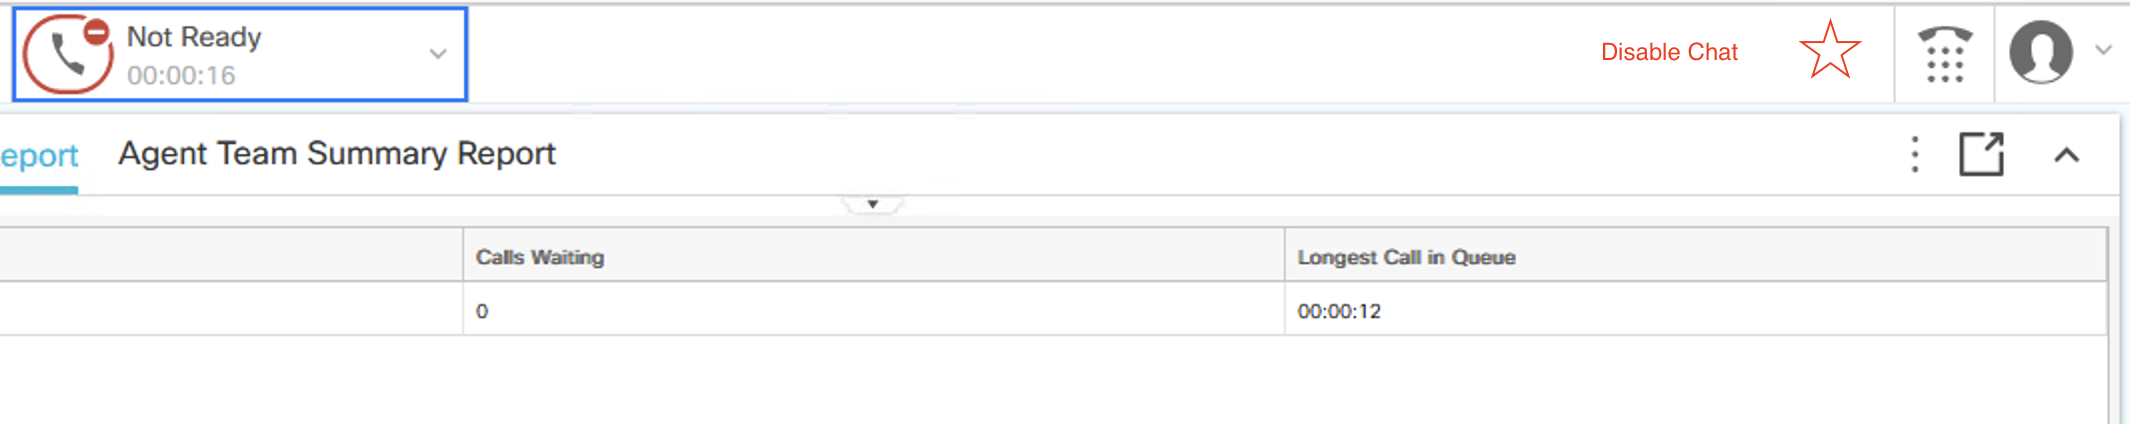 Not Ready
00:00:16
Disable Chat
eport Agent Team Summary Report
Calls Waiting Longest Call in Queue
0 00:00:12